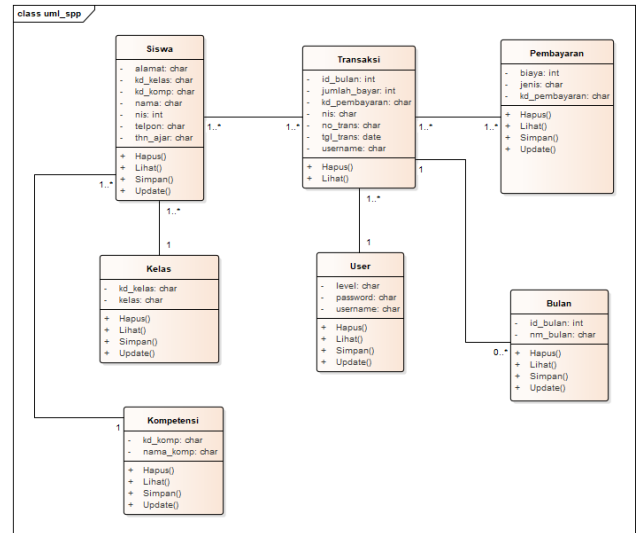 class uml_spp
Siswa
- alamat: char
- kd_kelas: char
- kd_komp: char
- nama: char
- nis: int
- telpon: char
- thn_ajar: char
+ Hapus()
+ Lihat()
+ Simpan()
+ Update()
Transaksi
- id_bulan: int
- jumlah_bayar: int
- kd_pembayaran: char
- nis: char
- no_trans: char
- tgl_trans: date
- username: char
+ Hapus()
+ Lihat()
Pembayaran
- biaya: int
- jenis: char
- kd_pembayaran: char
+ Hapus()
+ Lihat()
+ Simpan()
+ Update()
1..*
1..*
1..*
1..*
1..*
1..*
1..*
1
1
1
Kelas
- kd_kelas: char
- kelas: char
+ Hapus()
+ Lihat()
+ Simpan()
+ Update()
User
- level: char
- password: char
- username: char
+ Hapus()
+ Lihat()
+ Simpan()
+ Update()
Bulan
- id_bulan: int
- nm_bulan: char
+ Hapus()
+ Lihat()
+ Simpan()
+ Update()
0..*
1
Kompetensi
- kd_komp: char
- nama_komp: char
+ Hapus()
+ Lihat()
+ Simpan()
+ Update()